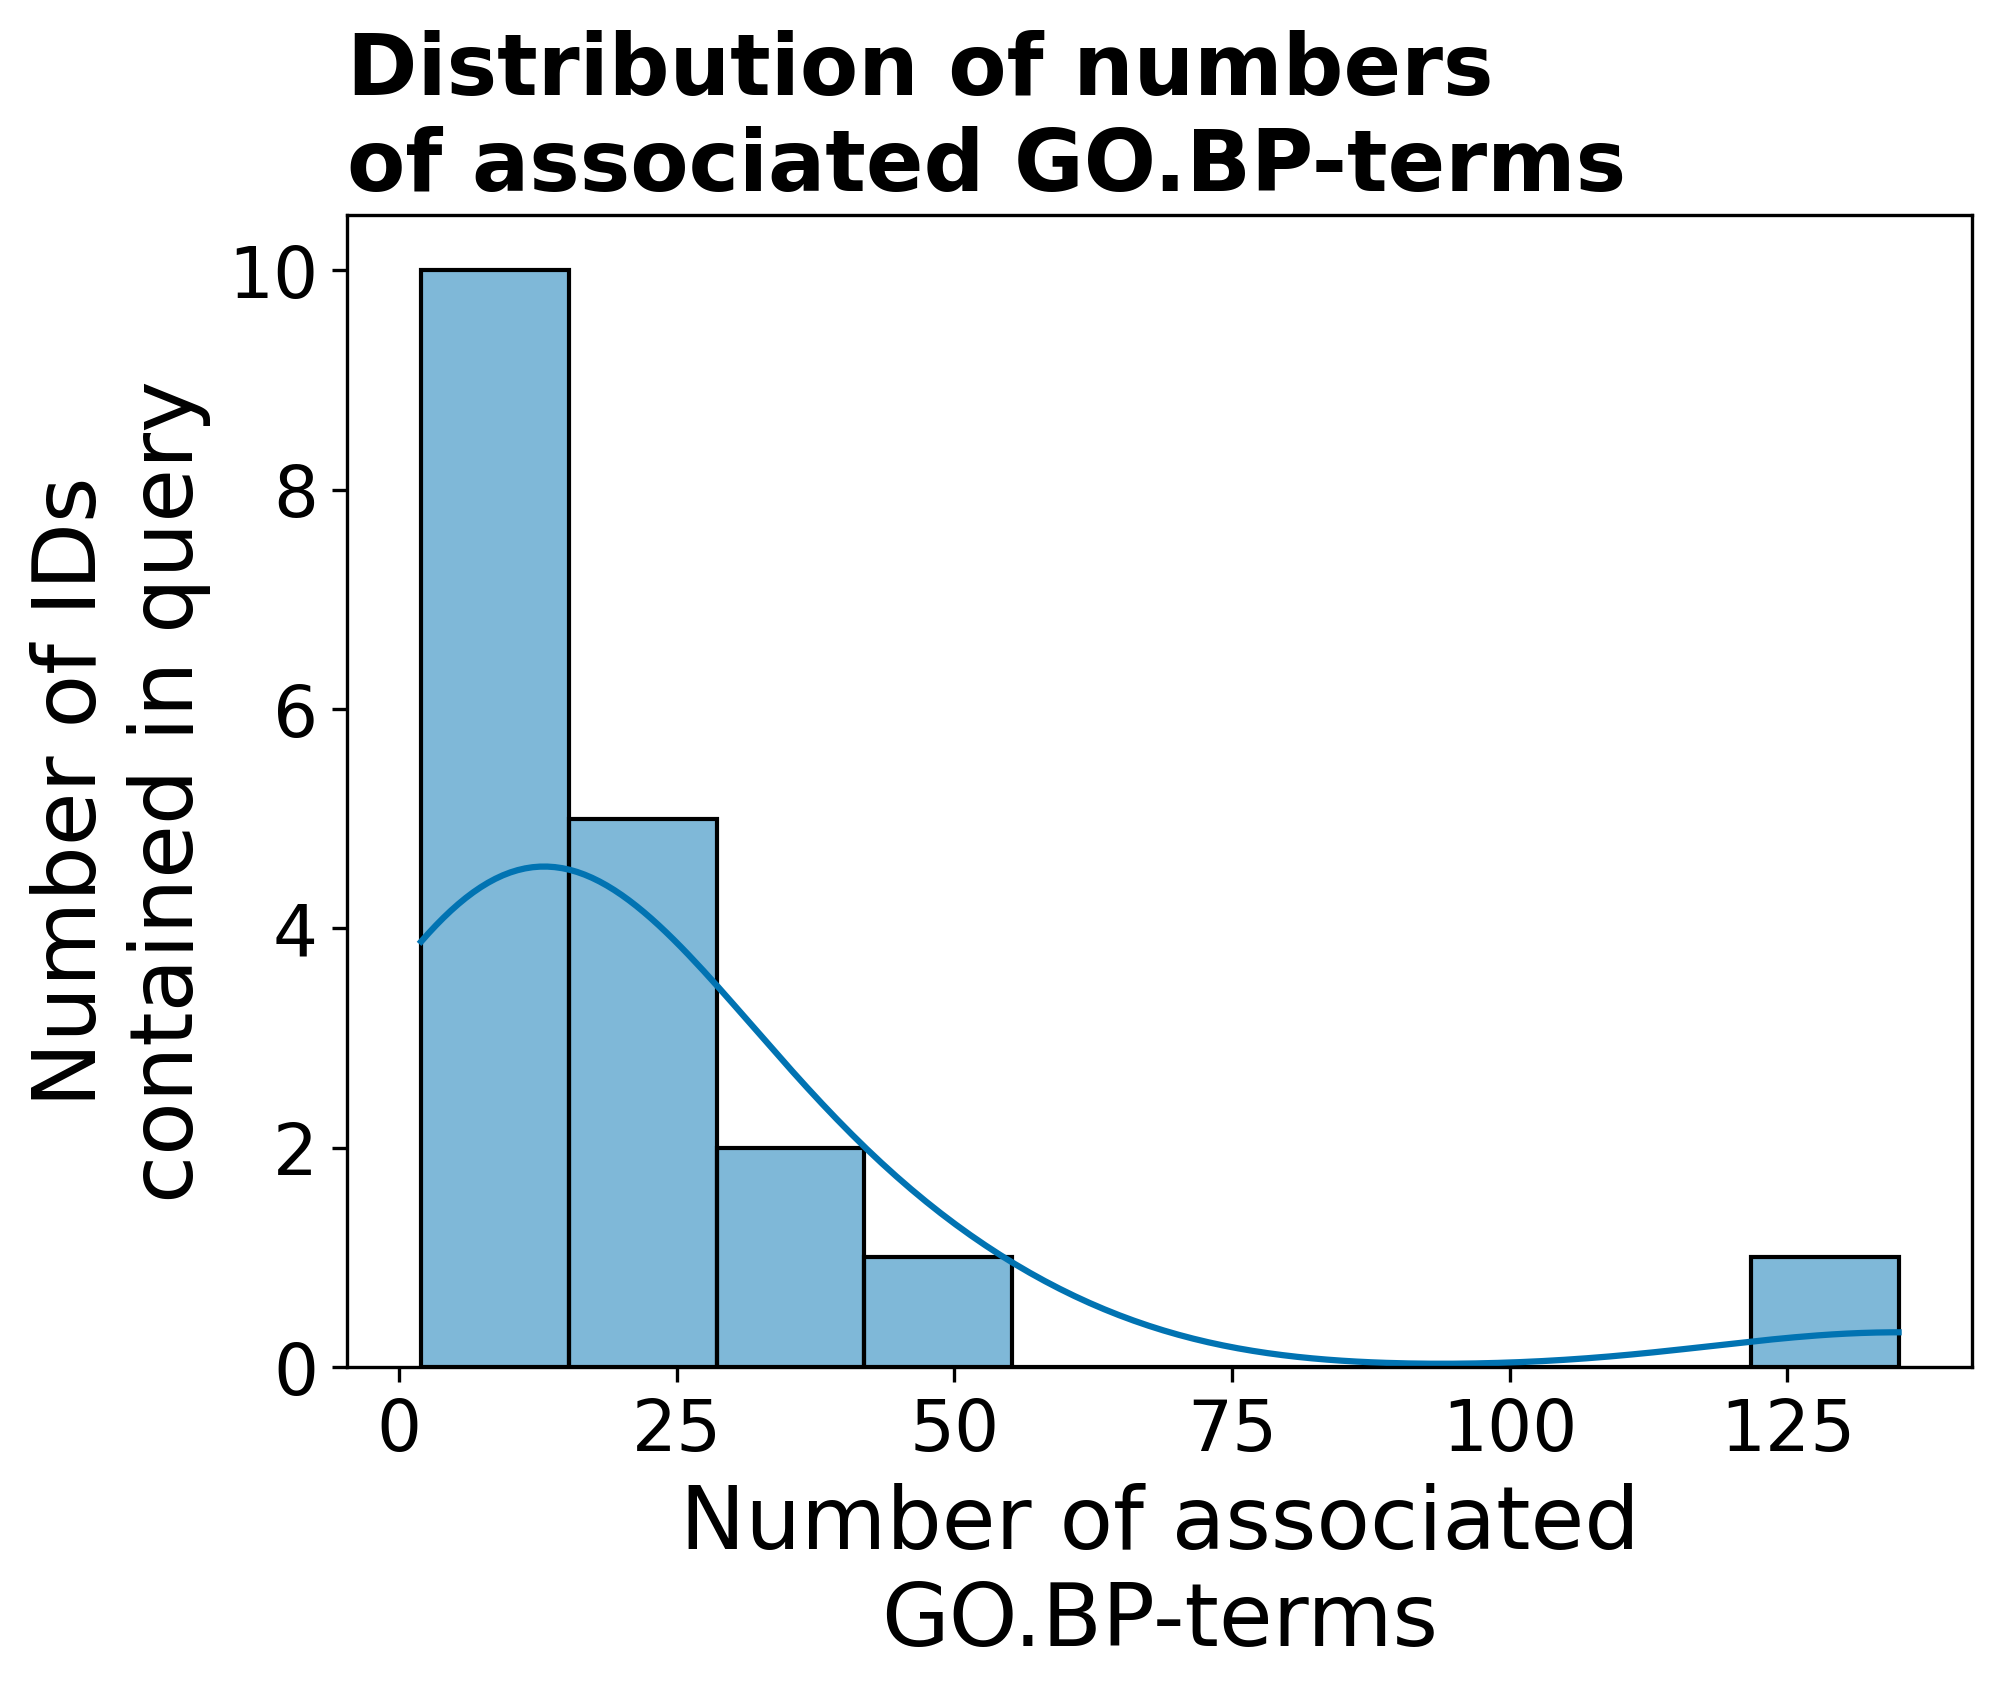 Distribution of numbers
of associated GO.BP-terms
Number of IDs
contained in query
10
8
6
4
2
0
0 25 50 75 100 125
Number of associated
GO.BP-terms